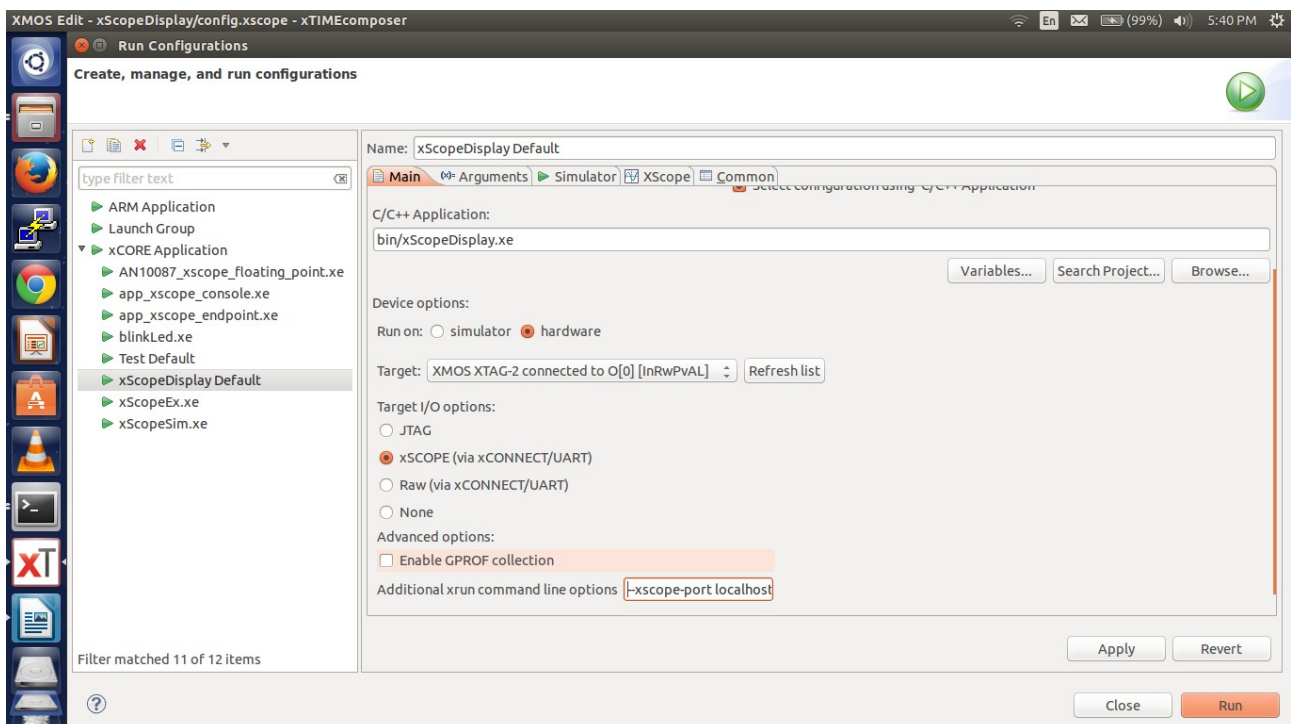 XMOS Edit - xScopeDisplay/config.xscope - xTIMEcomposer En (99%) 5:40 PM
Run Configurations
Create, manage, and run configurations
Name: xScopeDisplay Default
type filter text
Main Arguments Simulator XScope Common
Select configuration using 'C/C++ Application'
ARM Application
Launch Group
xCORE Application
AN10087_xscope_floating_point.xe
app_xscope_console.xe
app_xscope_endpoint.xe
blinkLed.xe
Test Default
xScopeDisplay Default
xScopeEx.xe
xScopeSim.xe
Filter matched 11 of 12 items
C/C++ Application:
bin/xScopeDisplay.xe
Variables... Search Project... Browse...
Device options:
Run on: simulator hardware
Target: XMOS XTAG-2 connected to O[0] [InRwPvAL] Refresh list
Target I/O options:
JTAG
xSCOPE (via xCONNECT/UART)
Raw (via xCONNECT/UART)
None
Advanced options:
Enable GPROF collection
Additional xrun command line options -xscope-port localhost
Apply Revert
Close Run
xT